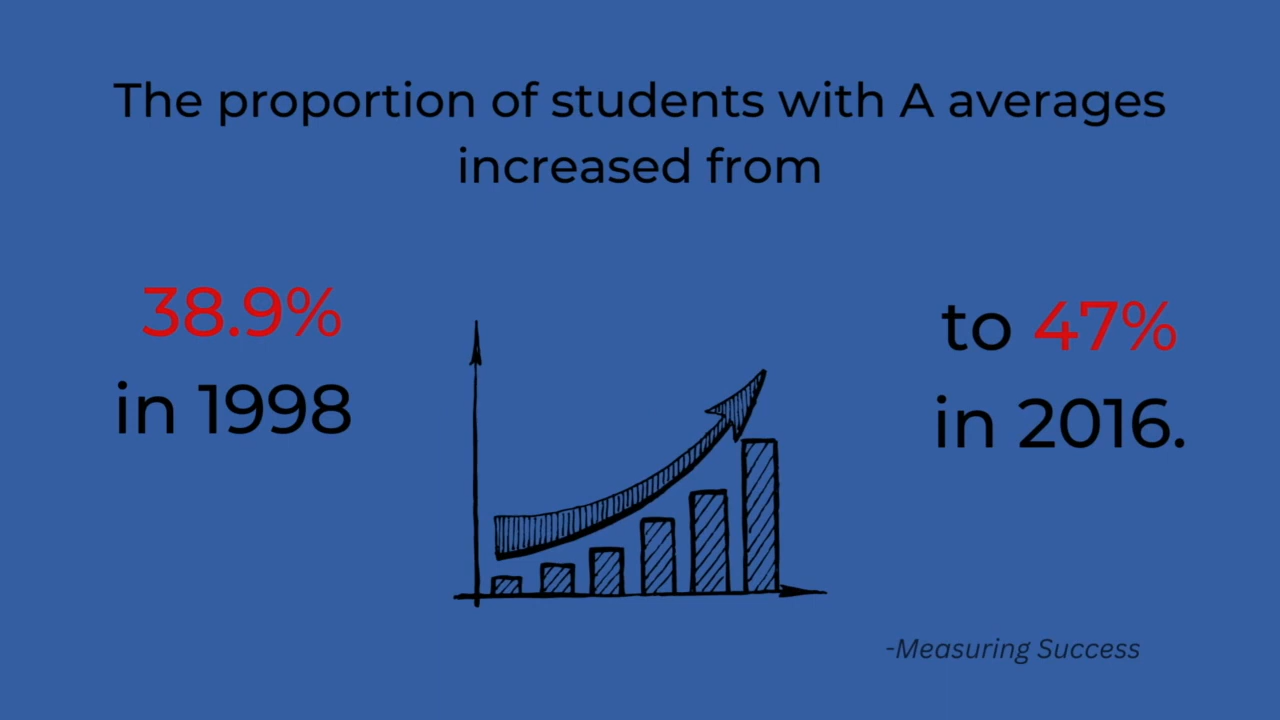 The proportion of students with A averages
increased from
38.9%
in 1998
to 47%
in 2016.
-Measuring Success